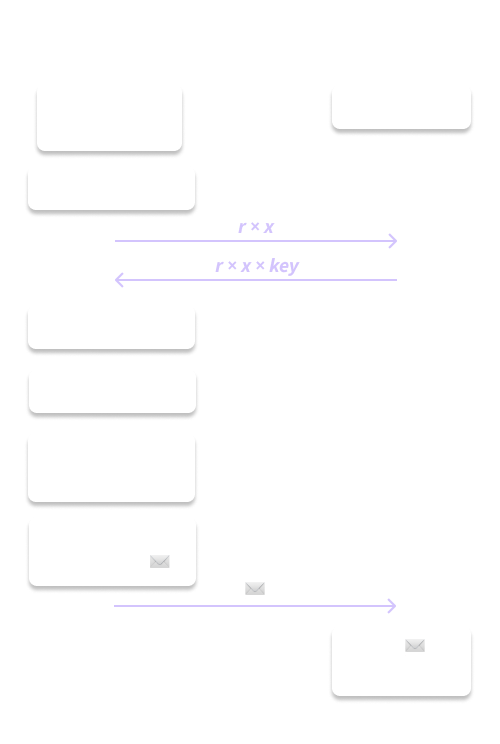 r × x
r × x × key